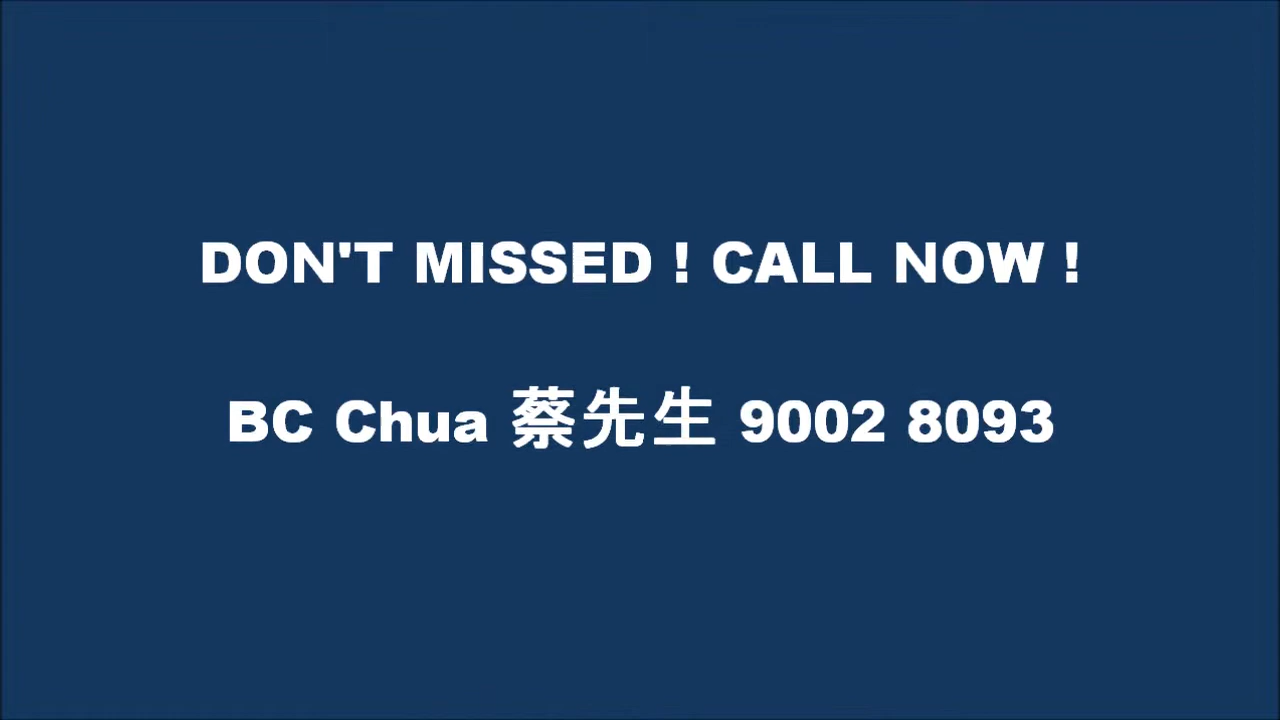 DON'T MISSED ! CALL NOW !
BC Chua 蔡先生 9002 8093